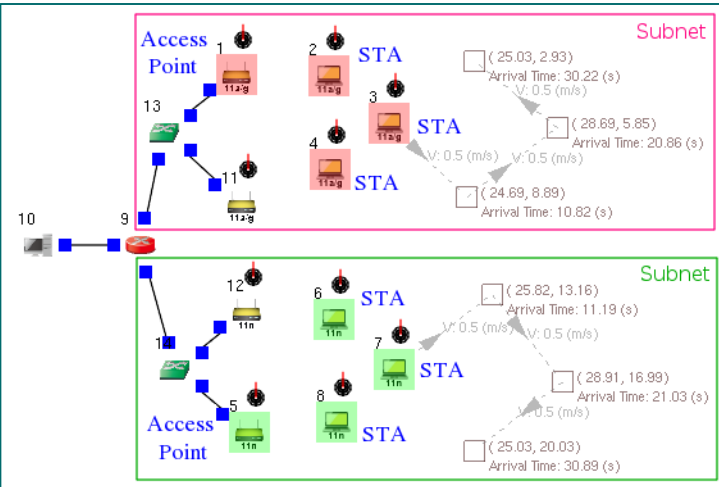 Subnet
Access
Point
1
11a/g
2
STA
11a/g
3
STA
11a/g
4
STA
11a/g
13
11
11a/g
( 25.03, 2.93)
Arrival Time: 30.22 (s)
V: 0.5 (m/s)
( 28.69, 5.85)
Arrival Time: 20.86 (s)
V: 0.5 (m/s)
V: 0.5 (m/s)
( 24.69, 8.89)
Arrival Time: 10.82 (s)
10
9
Subnet
12
11n
6
STA
11n
7
STA
11n
8
STA
11n
14
5
Access
Point
11n
( 25.82, 13.16)
Arrival Time: 11.19 (s)
V: 0.5 (m/s)
V: 0.5 (m/s)
( 28.91, 16.99)
Arrival Time: 21.03 (s)
V: 0.5 (m/s)
( 25.03, 20.03)
Arrival Time: 30.89 (s)